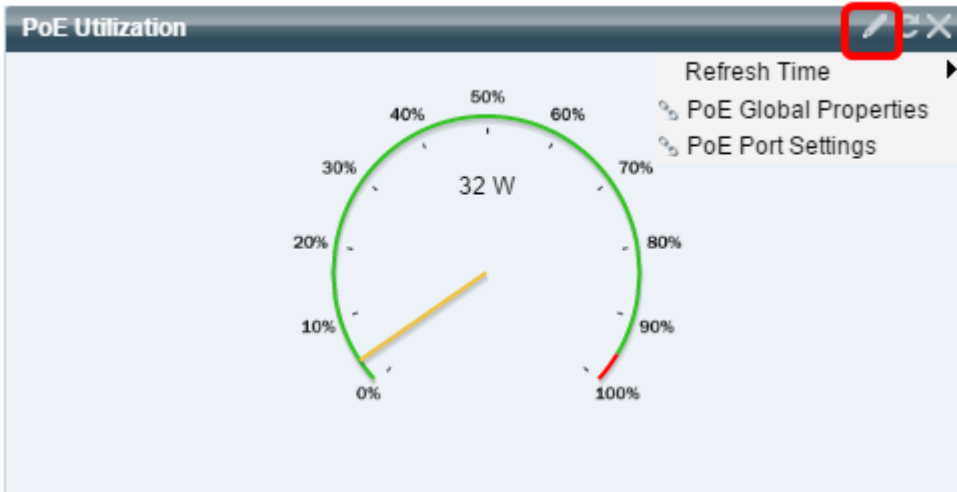 PoE Utilization
Refresh Time
PoE Global Properties
PoE Port Settings
50%
40%
60%
30%
70%
32 W
20%
80%
10%
90%
0%
100%